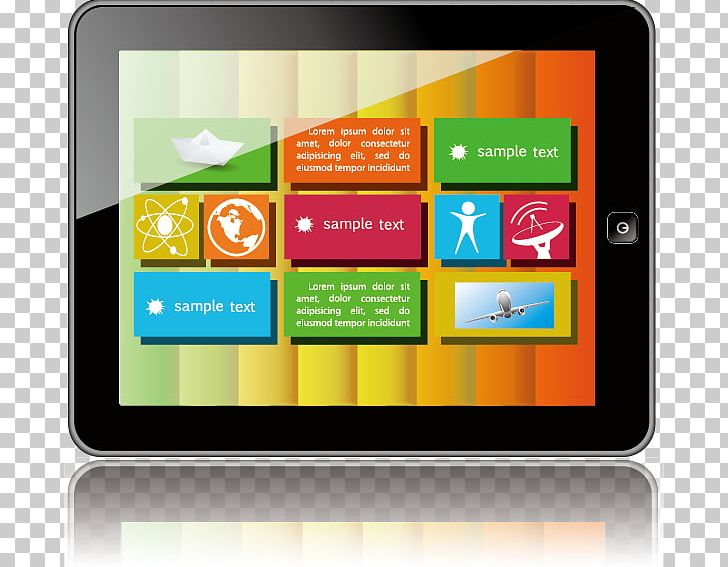 Lorem ipsum dolor sit
amet, consectetur
adipisicing elit, sed do
eiusmod tempor incididunt
sample text
sample text
sample text
Lorem ipsum dolor sit
amet, dolor consectetur
adipisicing elit, sed do
eiusmod tempor incididunt